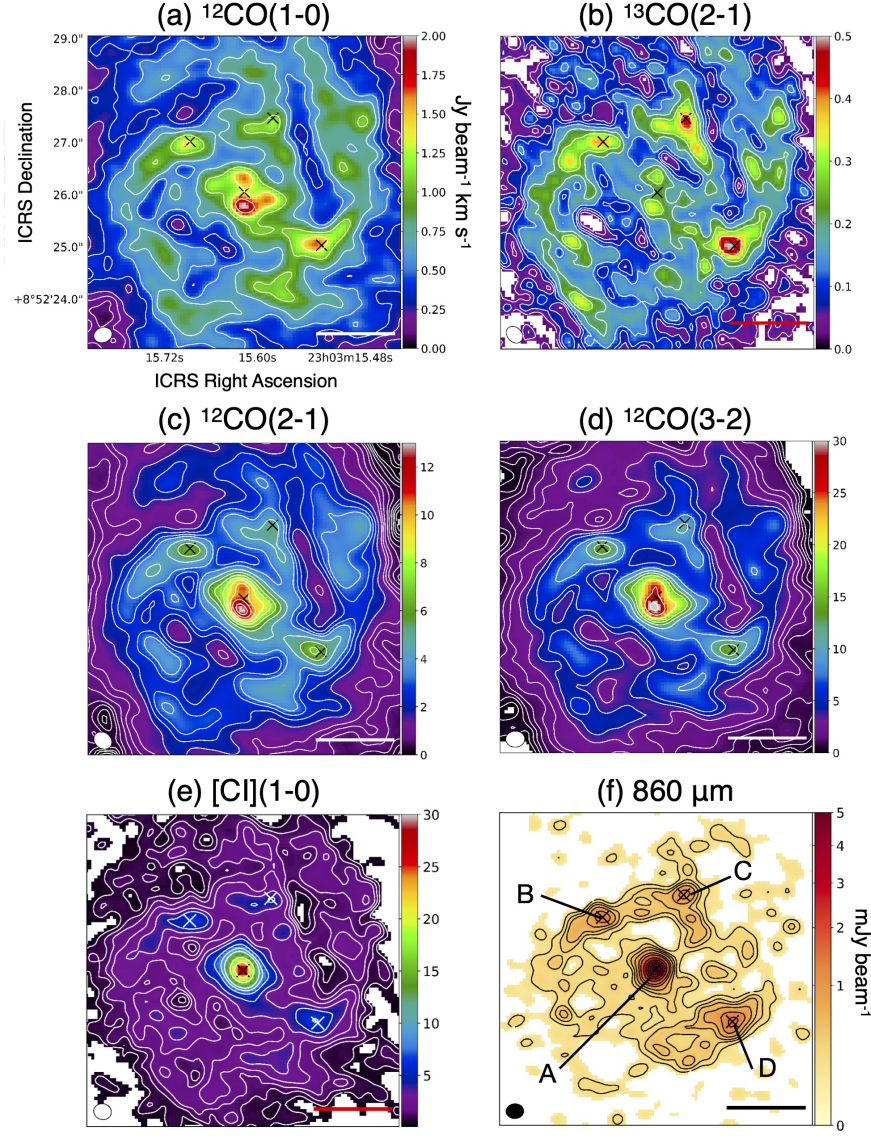 (a) ¹²CO(1-0)
(b) ¹³CO(2-1)
29.0"
28.0"
27.0"
26.0"
25.0"
+8°52'24.0"
ICRS Declination
15.72s
15.60s
23h03m15.48s
ICRS Right Ascension
2.00
1.75
1.50
1.25
1.00
0.75
0.50
0.25
0.00
Jy beam⁻¹ km s⁻¹
0.5
0.4
0.3
0.2
0.1
0.0
(c) ¹²CO(2-1)
(d) ¹²CO(3-2)
12
10
8
6
4
2
0
30
25
20
15
10
5
0
(e) [CI](1-0)
(f) 860 μm
30
25
20
15
10
5
B
C
A
D
5
4
3
2
1
0
mJy beam⁻¹